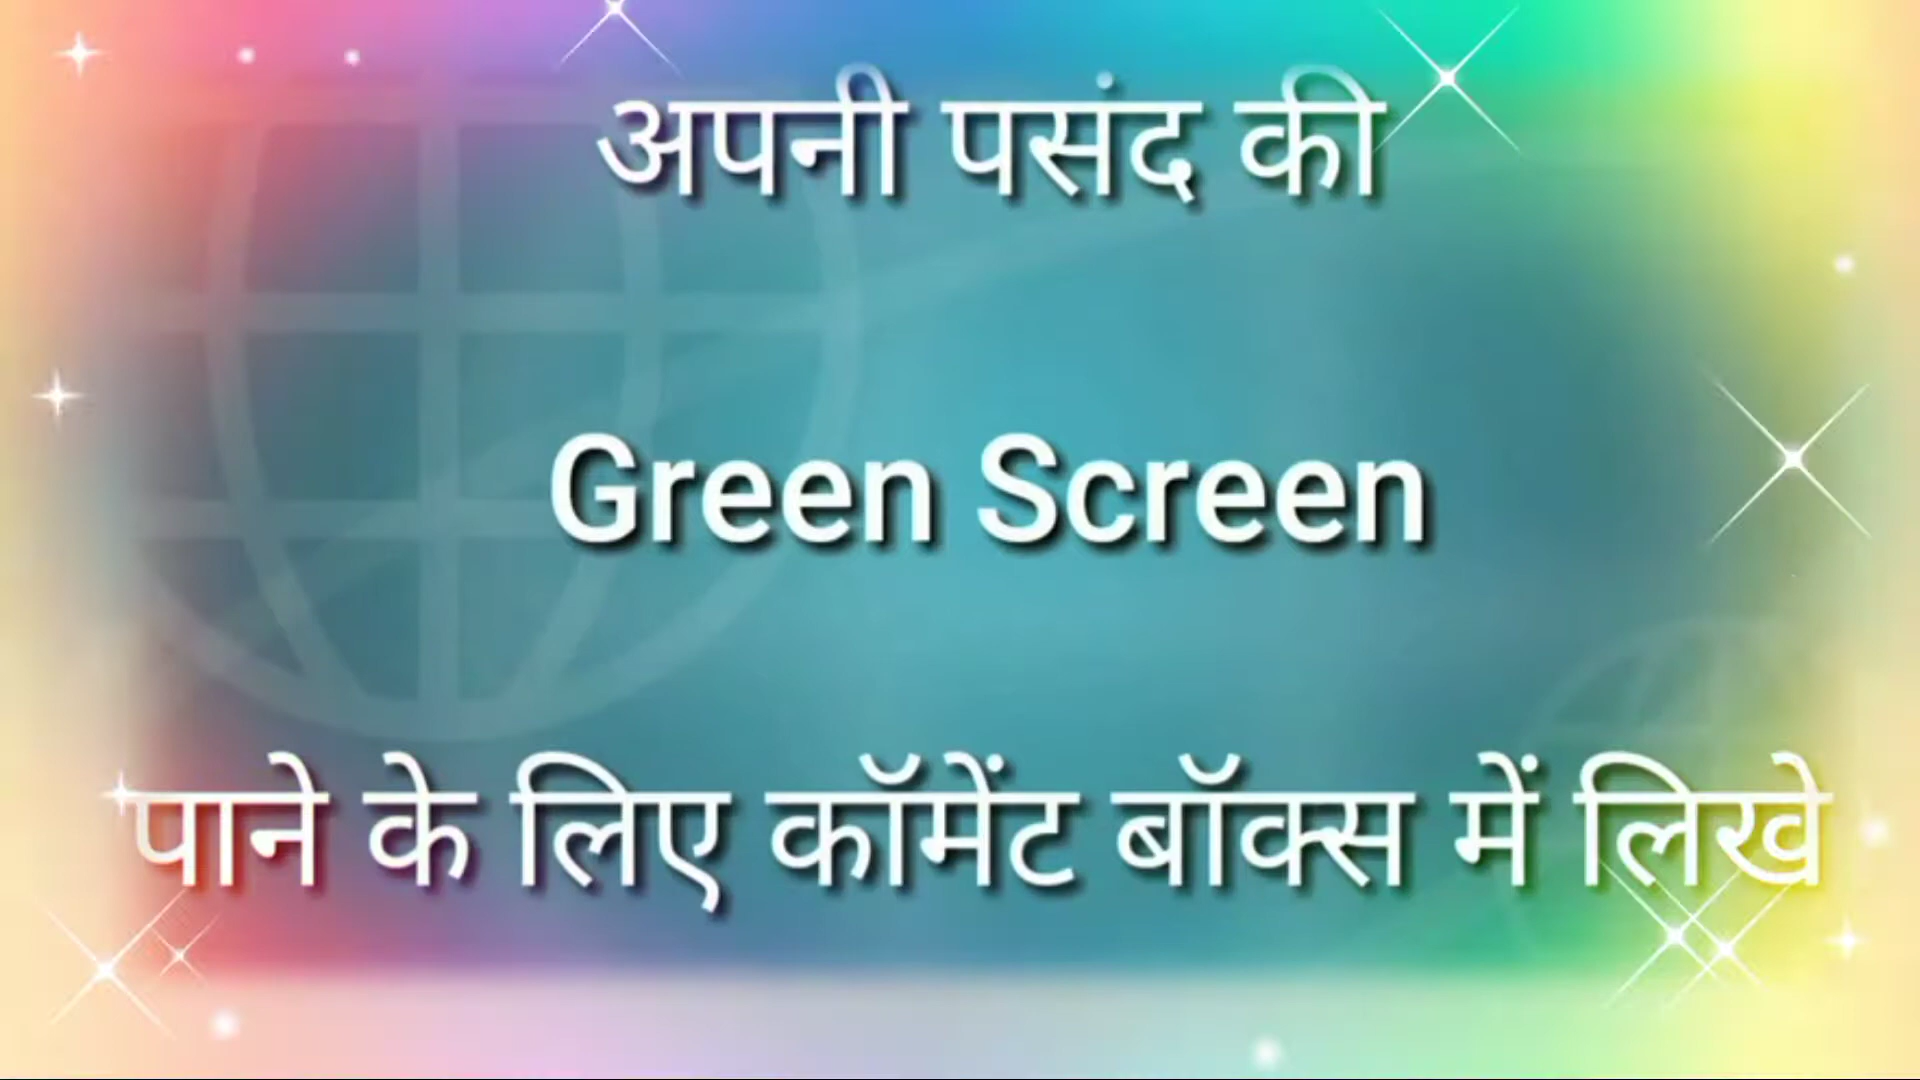 अपनी पसंद की
Green Screen
पाने के लिए कॉमेंट बॉक्स में लिखे